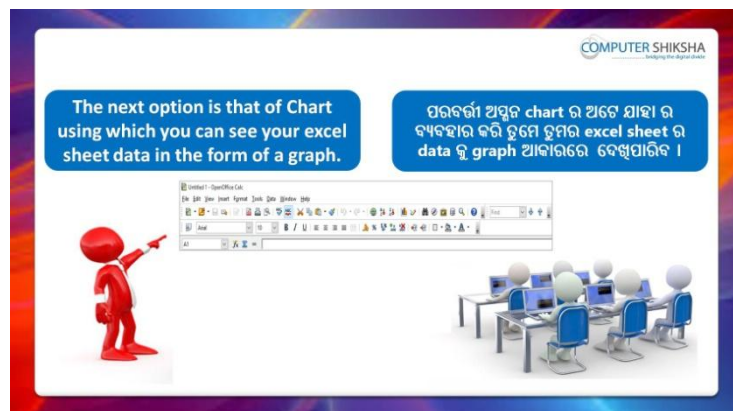 COMPUTER SHIKSHA
bridging the digital divide
The next option is that of Chart
using which you can see your excel
sheet data in the form of a graph.
ପରବର୍ତ୍ତୀ ଅପ୍ସନ chart ର ଅଟେ ଯାହା ର
ବ୍ୟବହାର କରି ତୁମେ ତୁମର excel sheet ର
data କୁ graph ଆକାରରେ ଦେଖିପାରିବ ।
Untitled 1 - OpenOffice Calc
File Edit View Insert Format Tools Data Window Help
Find
Arial 10 B I U
A1 fx Σ =